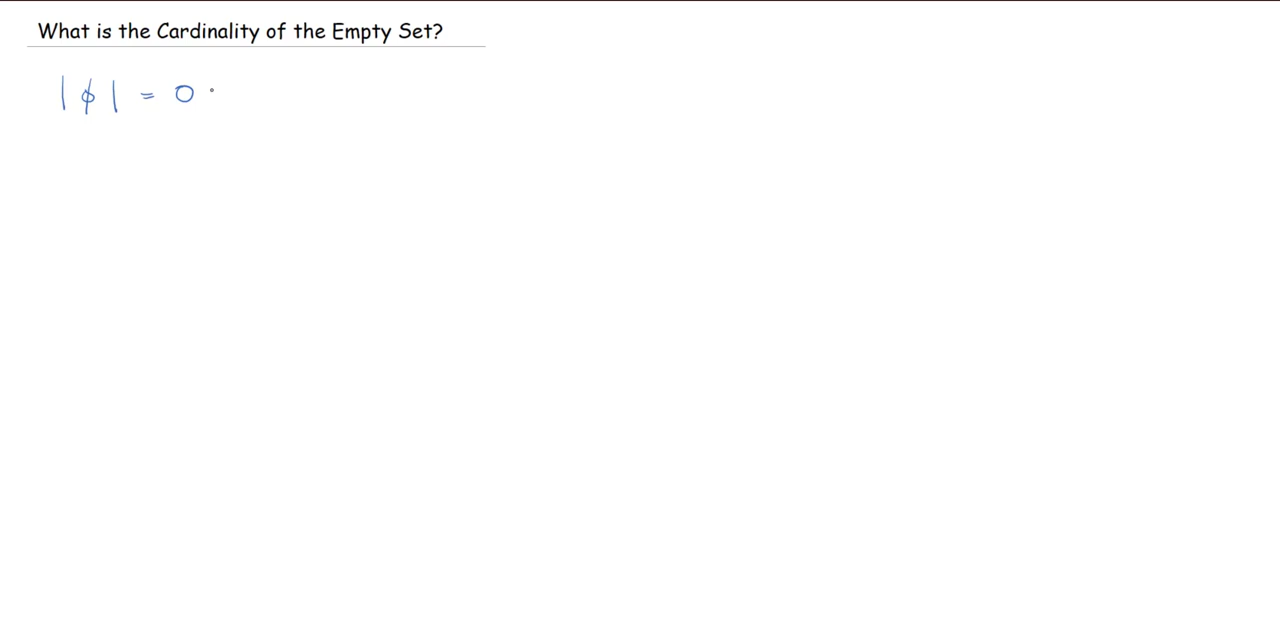 What is the Cardinality of the Empty Set?
| ϕ | = 0